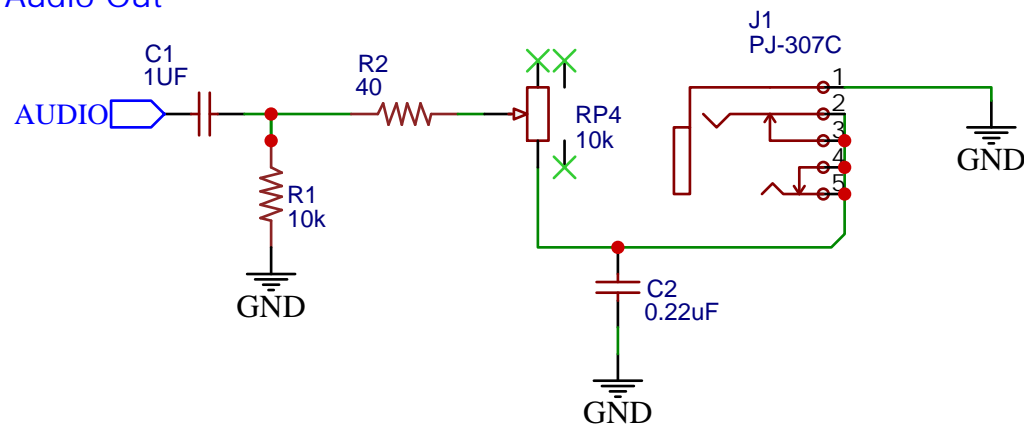 Audio Out
J1
PJ-307C
C1
1UF
R2
40
AUDIO
RP4
10k
1
2
3
4
5
GND
R1
10k
GND
C2
0.22uF
GND